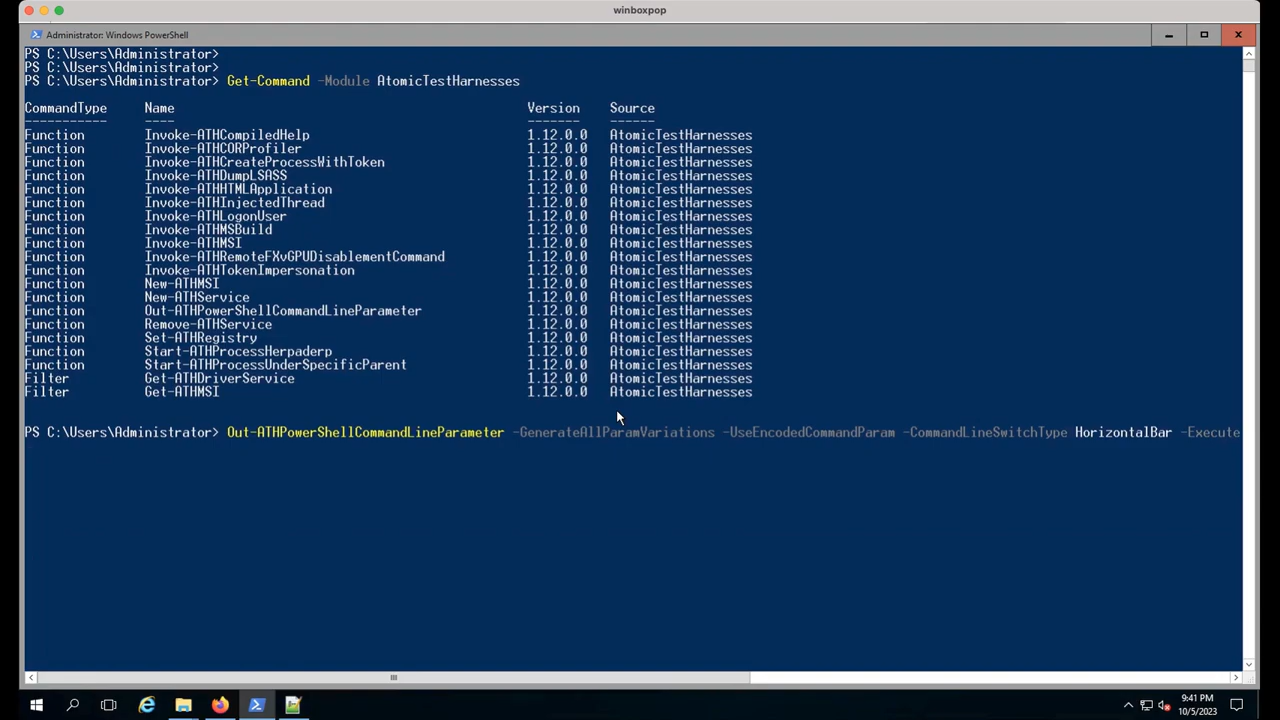 winboxpop
Administrator: Windows PowerShell
PS C:\Users\Administrator>
PS C:\Users\Administrator>
PS C:\Users\Administrator> Get-Command -Module AtomicTestHarnesses
CommandType Name Version Source
----------- ---- ------- ------
Function Invoke-ATHCompiledHelp 1.12.0.0 AtomicTestHarnesses
Function Invoke-ATHCORProfiler 1.12.0.0 AtomicTestHarnesses
Function Invoke-ATHCreateProcessWithToken 1.12.0.0 AtomicTestHarnesses
Function Invoke-ATHDumpLSASS 1.12.0.0 AtomicTestHarnesses
Function Invoke-ATHHTMLApplication 1.12.0.0 AtomicTestHarnesses
Function Invoke-ATHInjectedThread 1.12.0.0 AtomicTestHarnesses
Function Invoke-ATHLogonUser 1.12.0.0 AtomicTestHarnesses
Function Invoke-ATHMSBuild 1.12.0.0 AtomicTestHarnesses
Function Invoke-ATHMSI 1.12.0.0 AtomicTestHarnesses
Function Invoke-ATHRemoteFXvGPUDisablementCommand 1.12.0.0 AtomicTestHarnesses
Function Invoke-ATHTokenImpersonation 1.12.0.0 AtomicTestHarnesses
Function New-ATHMSI 1.12.0.0 AtomicTestHarnesses
Function New-ATHService 1.12.0.0 AtomicTestHarnesses
Function Out-ATHPowerShellCommandLineParameter 1.12.0.0 AtomicTestHarnesses
Function Remove-ATHService 1.12.0.0 AtomicTestHarnesses
Function Set-ATHRegistry 1.12.0.0 AtomicTestHarnesses
Function Start-ATHProcessHerpaderp 1.12.0.0 AtomicTestHarnesses
Function Start-ATHProcessUnderSpecificParent 1.12.0.0 AtomicTestHarnesses
Filter Get-ATHDriverService 1.12.0.0 AtomicTestHarnesses
Filter Get-ATHMSI 1.12.0.0 AtomicTestHarnesses
PS C:\Users\Administrator> Out-ATHPowerShellCommandLineParameter -GenerateAllParamVariations -UseEncodedCommandParam -CommandLineSwitchType HorizontalBar -Execute
9:41 PM
10/5/2023